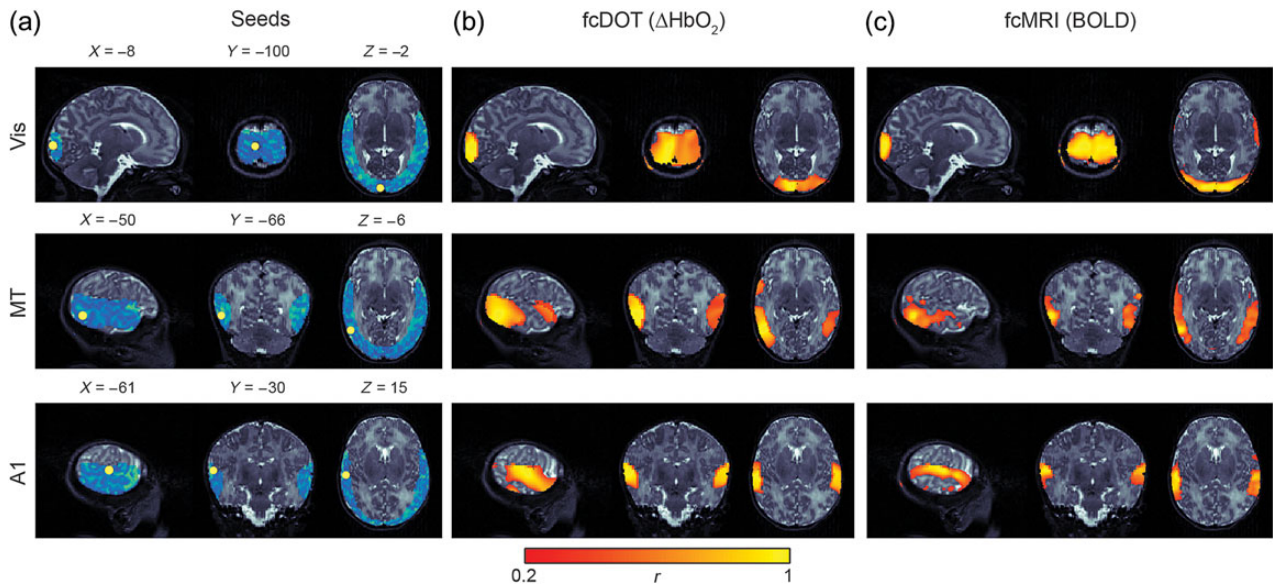 (a) Seeds (b) fcDOT (ΔHbO₂) (c) fcMRI (BOLD)
X = −8 Y = −100 Z = −2
Vis
X = −50 Y = −66 Z = −6
MT
X = −61 Y = −30 Z = 15
A1
0.2 r 1